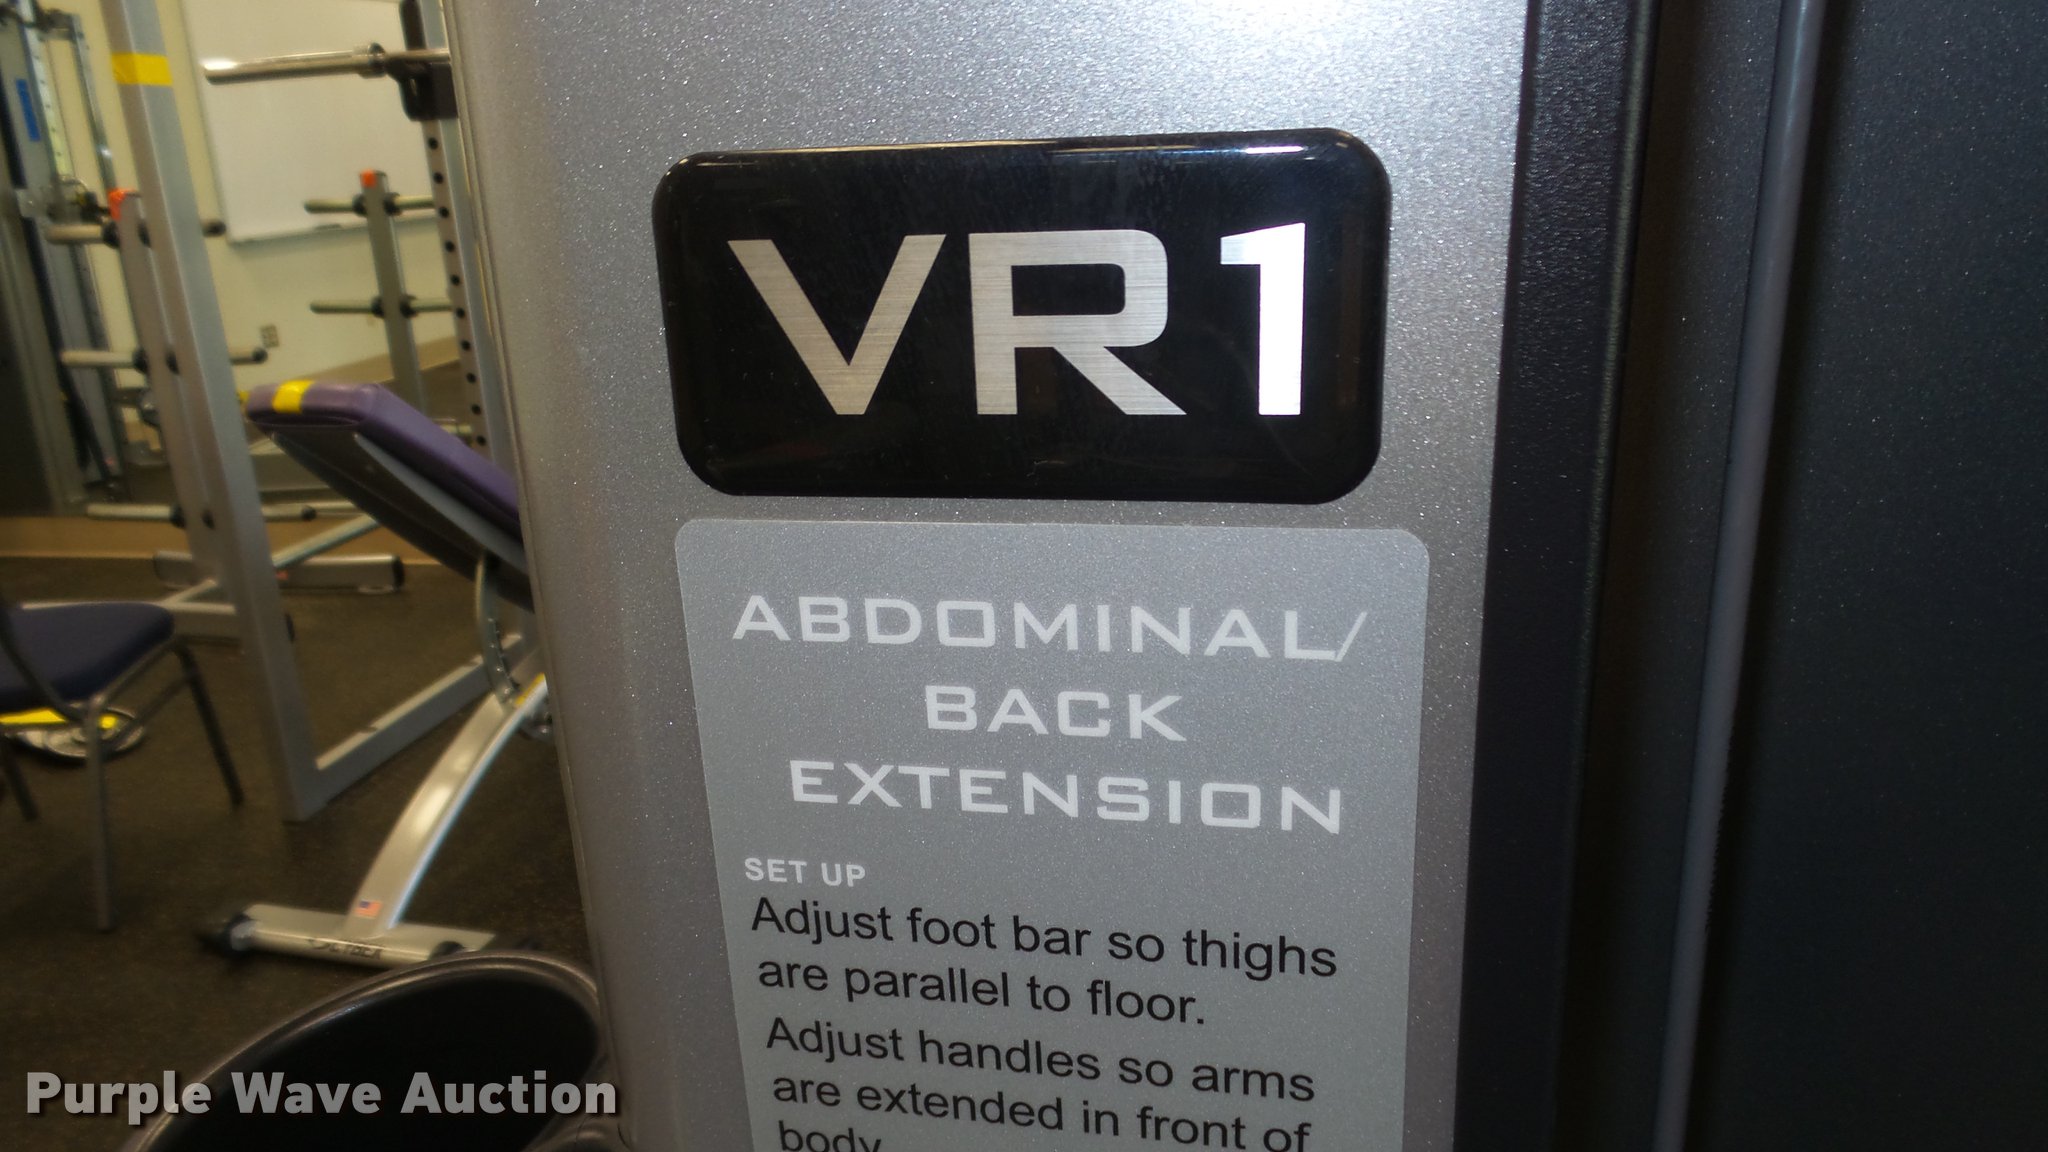 VR1
ABDOMINAL/
BACK
EXTENSION
SET UP
Adjust foot bar so thighs
are parallel to floor.
Adjust handles so arms
are extended in front of
body
Purple Wave Auction